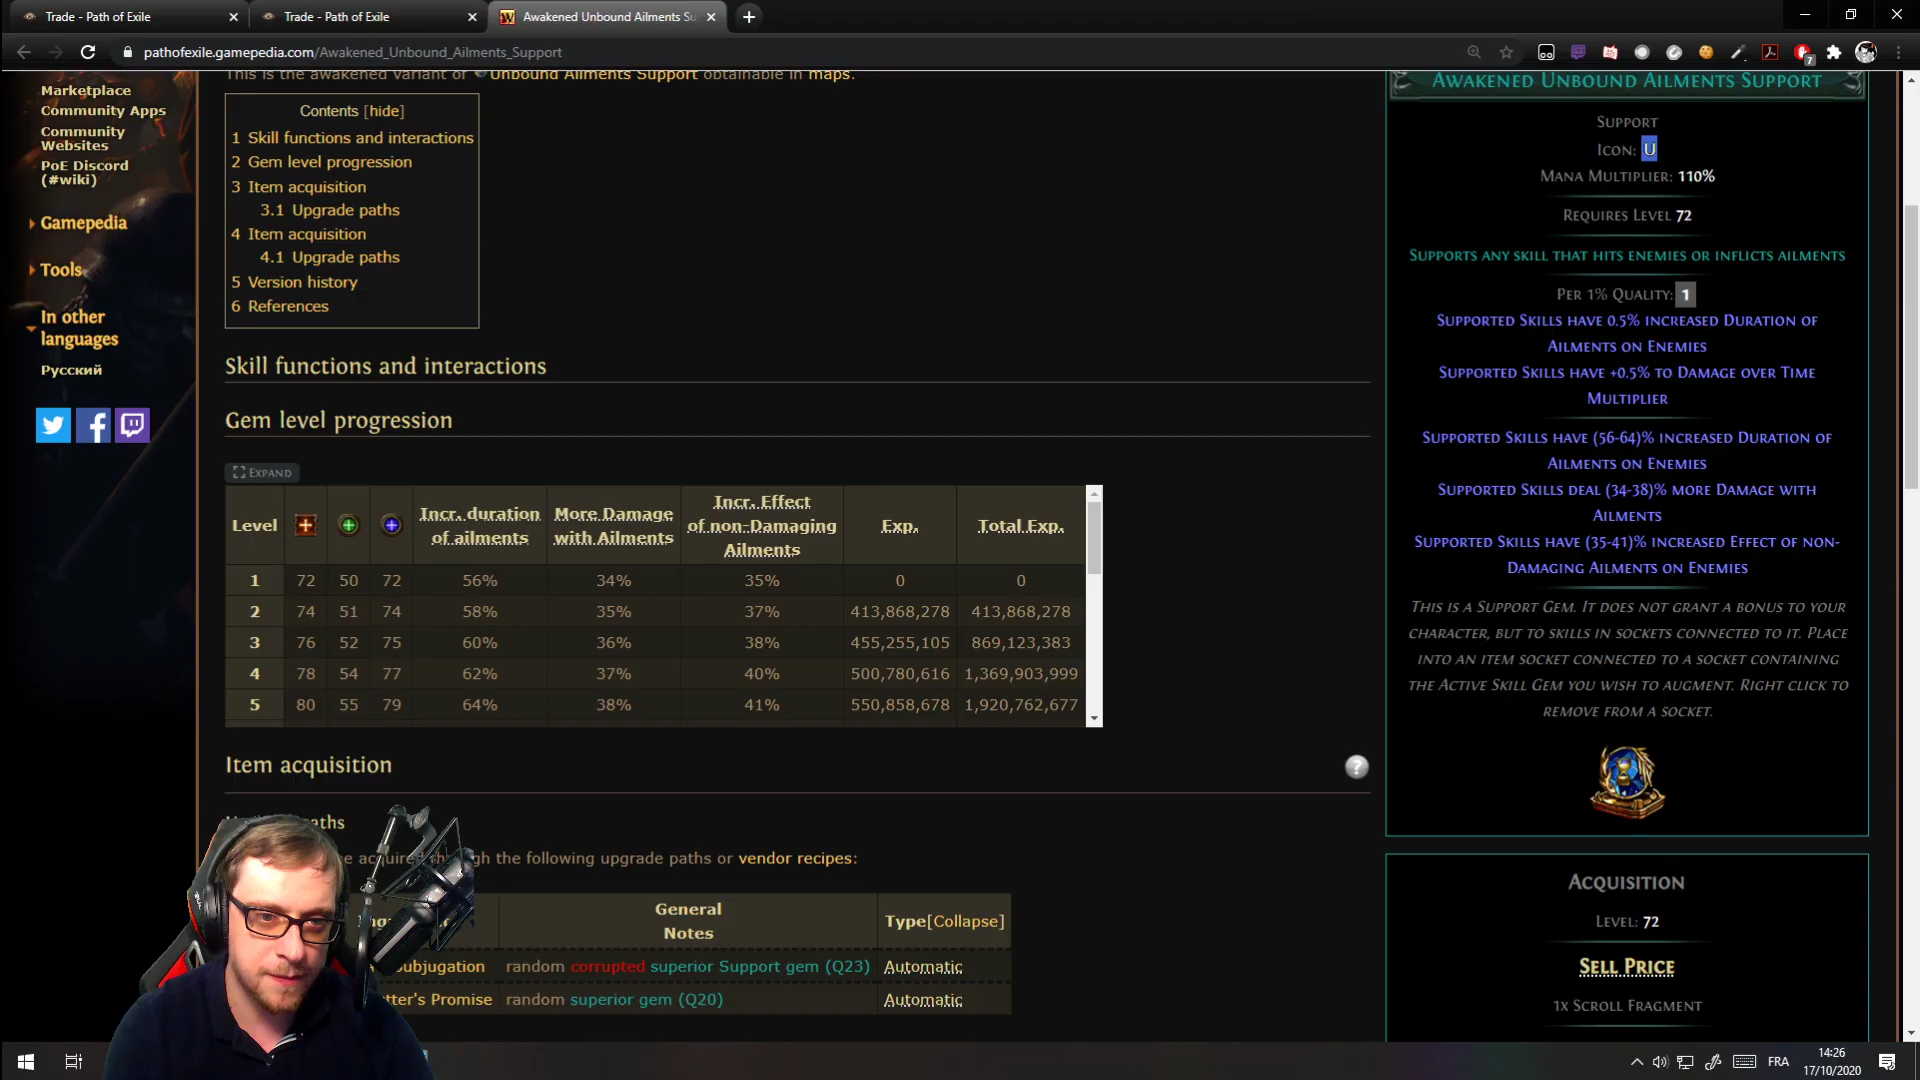 Trade - Path of Exile
Trade - Path of Exile
Awakened Unbound Ailments Su
pathofexile.gamepedia.com/Awakened_Unbound_Ailments_Support
7
Marketplace
Community Apps
Community
Websites
PoE Discord
(#wiki)
Gamepedia
Tools
In other
languages
Русский
This is the awakened variant of Unbound Ailments Support obtainable in maps.
Contents [hide]
1 Skill functions and interactions
2 Gem level progression
3 Item acquisition
3.1 Upgrade paths
4 Item acquisition
4.1 Upgrade paths
5 Version history
6 References
Skill functions and interactions
Gem level progression
EXPAND
Level Incr. duration of ailments More Damage with Ailments Incr. Effect of non-Damaging Ailments Exp. Total Exp.
1 72 50 72 56% 34% 35% 0 0
2 74 51 74 58% 35% 37% 413,868,278 413,868,278
3 76 52 75 60% 36% 38% 455,255,105 869,123,383
4 78 54 77 62% 37% 40% 500,780,616 1,369,903,999
5 80 55 79 64% 38% 41% 550,858,678 1,920,762,677
Item acquisition
?
through the following upgrade paths or vendor recipes:
General
Notes
Type[Collapse]
random corrupted superior Support gem (Q23) Automatic
random superior gem (Q20) Automatic
AWAKENED UNBOUND AILMENTS SUPPORT
SUPPORT
ICON: U
MANA MULTIPLIER: 110%
REQUIRES LEVEL 72
SUPPORTS ANY SKILL THAT HITS ENEMIES OR INFLICTS AILMENTS
PER 1% QUALITY: 1
SUPPORTED SKILLS HAVE 0.5% INCREASED DURATION OF
AILMENTS ON ENEMIES
SUPPORTED SKILLS HAVE +0.5% TO DAMAGE OVER TIME
MULTIPLIER
SUPPORTED SKILLS HAVE (56-64)% INCREASED DURATION OF
AILMENTS ON ENEMIES
SUPPORTED SKILLS DEAL (34-38)% MORE DAMAGE WITH
AILMENTS
SUPPORTED SKILLS HAVE (35-41)% INCREASED EFFECT OF NON-
DAMAGING AILMENTS ON ENEMIES
THIS IS A SUPPORT GEM. IT DOES NOT GRANT A BONUS TO YOUR
CHARACTER, BUT TO SKILLS IN SOCKETS CONNECTED TO IT. PLACE
INTO AN ITEM SOCKET CONNECTED TO A SOCKET CONTAINING
THE ACTIVE SKILL GEM YOU WISH TO AUGMENT. RIGHT CLICK TO
REMOVE FROM A SOCKET.
ACQUISITION
LEVEL: 72
SELL PRICE
1X SCROLL FRAGMENT
FRA
14:26
17/10/2020